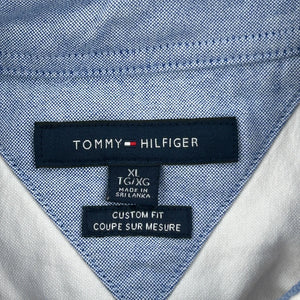 TOMMY HILFIGER
XL
TG/XG
MADE IN
SRI LANKA
CUSTOM FIT
COUPE SUR MESURE